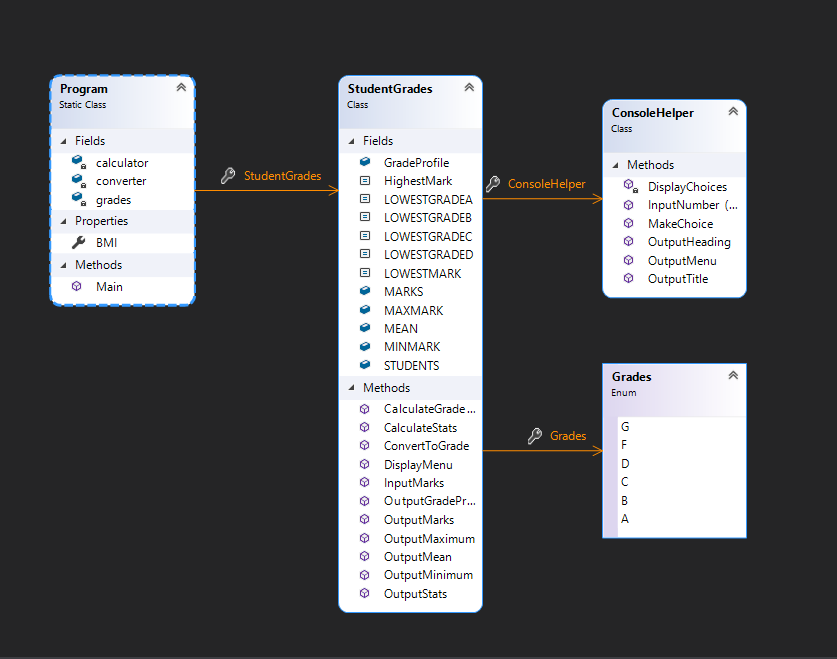 Program
Static Class
Fields
calculator
converter
grades
Properties
BMI
Methods
Main
StudentGrades
StudentGrades
Class
Fields
GradeProfile
HighestMark
LOWESTGRADEA
LOWESTGRADEB
LOWESTGRADEC
LOWESTGRADED
LOWESTMARK
MARKS
MAXMARK
MEAN
MINMARK
STUDENTS
Methods
CalculateGrade...
CalculateStats
ConvertToGrade
DisplayMenu
InputMarks
OutputGradePr...
OutputMarks
OutputMaximum
OutputMean
OutputMinimum
OutputStats
ConsoleHelper
ConsoleHelper
Class
Methods
DisplayChoices
InputNumber (...
MakeChoice
OutputHeading
OutputMenu
OutputTitle
Grades
Grades
Enum
G
F
D
C
B
A